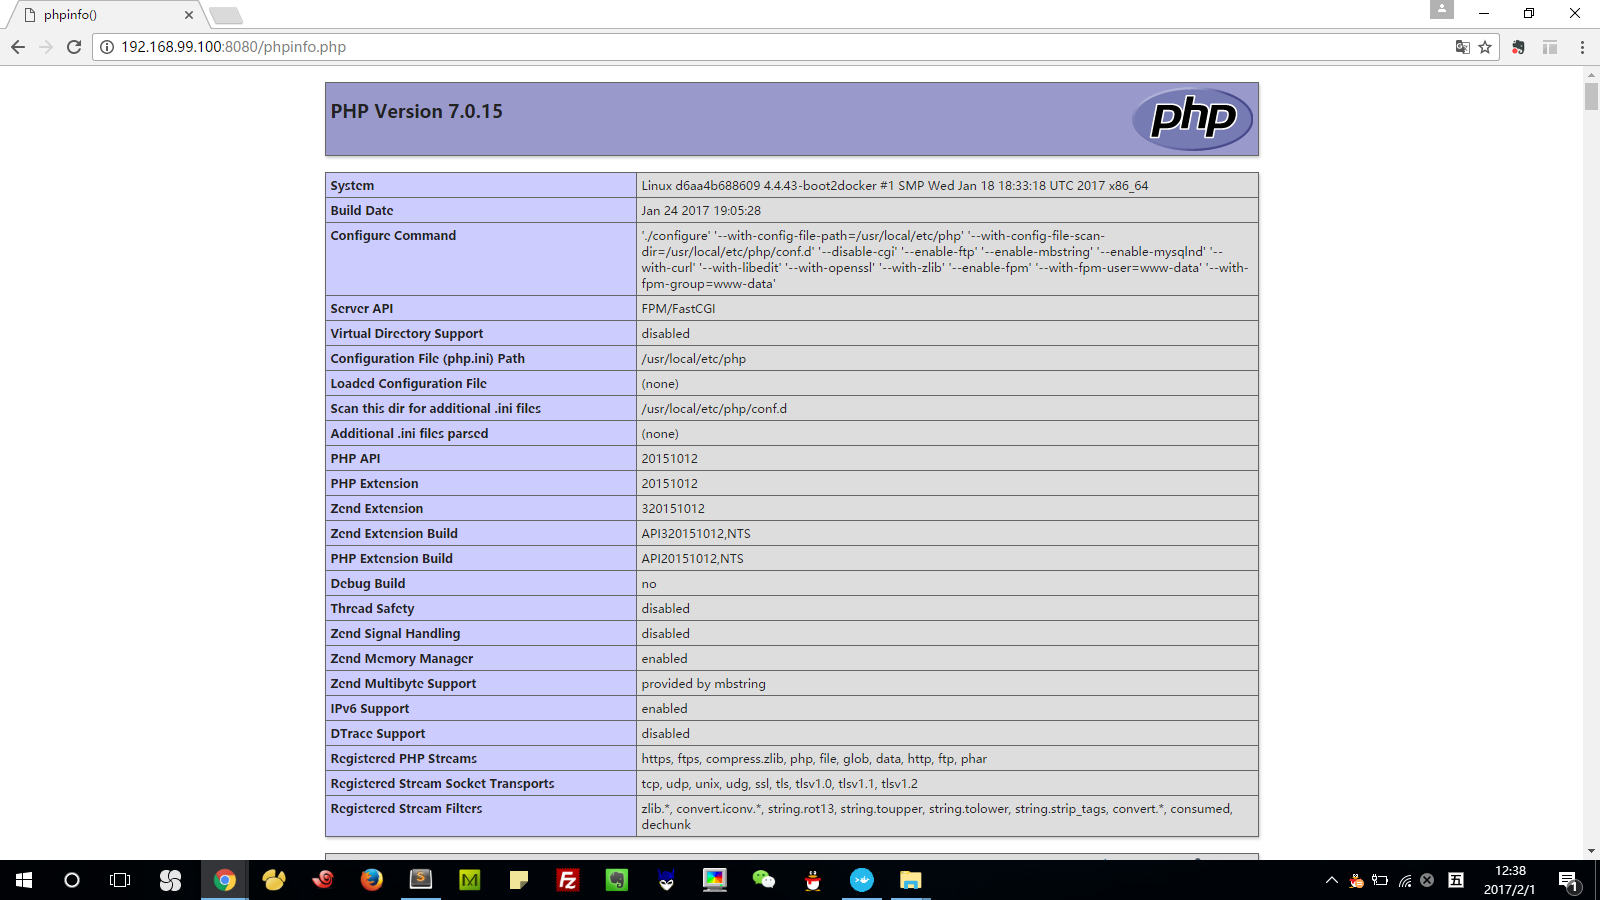 phpinfo()
192.168.99.100:8080/phpinfo.php
PHP Version 7.0.15
php
System
Linux d6aa4b688609 4.4.43-boot2docker #1 SMP Wed Jan 18 18:33:18 UTC 2017 x86_64
Build Date
Jan 24 2017 19:05:28
Configure Command
'./configure' '--with-config-file-path=/usr/local/etc/php' '--with-config-file-scan-
dir=/usr/local/etc/php/conf.d' '--disable-cgi' '--enable-ftp' '--enable-mbstring' '--enable-mysqlnd' '--
with-curl' '--with-libedit' '--with-openssl' '--with-zlib' '--enable-fpm' '--with-fpm-user=www-data' '--with-
fpm-group=www-data'
Server API
FPM/FastCGI
Virtual Directory Support
disabled
Configuration File (php.ini) Path
/usr/local/etc/php
Loaded Configuration File
(none)
Scan this dir for additional .ini files
/usr/local/etc/php/conf.d
Additional .ini files parsed
(none)
PHP API
20151012
PHP Extension
20151012
Zend Extension
320151012
Zend Extension Build
API320151012,NTS
PHP Extension Build
API20151012,NTS
Debug Build
no
Thread Safety
disabled
Zend Signal Handling
disabled
Zend Memory Manager
enabled
Zend Multibyte Support
provided by mbstring
IPv6 Support
enabled
DTrace Support
disabled
Registered PHP Streams
https, ftps, compress.zlib, php, file, glob, data, http, ftp, phar
Registered Stream Socket Transports
tcp, udp, unix, udg, ssl, tls, tlsv1.0, tlsv1.1, tlsv1.2
Registered Stream Filters
zlib.*, convert.iconv.*, string.rot13, string.toupper, string.tolower, string.strip_tags, convert.*, consumed,
dechunk
五
12:38
2017/2/1
1